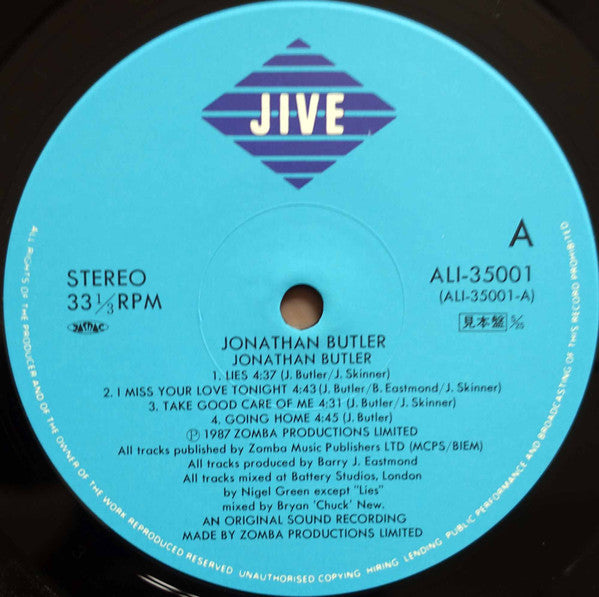 JIVE
A
STEREO
33 1/3 RPM
ALI-35001
(ALI-35001-A)
見本盤 5/25
JONATHAN BUTLER
JONATHAN BUTLER
1. LIES 4:37 (J. Butler/J. Skinner)
2. I MISS YOUR LOVE TONIGHT 4:43 (J. Butler/B. Eastmond/J. Skinner)
3. TAKE GOOD CARE OF ME 4:31 (J. Butler/J. Skinner)
4. GOING HOME 4:45 (J. Butler)
Ⓟ 1987 ZOMBA PRODUCTIONS LIMITED
All tracks published by Zomba Music Publishers LTD (MCPS/BIEM)
All tracks produced by Barry J. Eastmond
All tracks mixed at Battery Studios, London
by Nigel Green except "Lies"
mixed by Bryan 'Chuck' New.
AN ORIGINAL SOUND RECORDING
MADE BY ZOMBA PRODUCTIONS LIMITED
ALL RIGHTS OF THE PRODUCER AND OF THE OWNER OF THE WORK REPRODUCED RESERVED. UNAUTHORISED COPYING, HIRING, LENDING, PUBLIC PERFORMANCE AND BROADCASTING OF THIS RECORD PROHIBITED